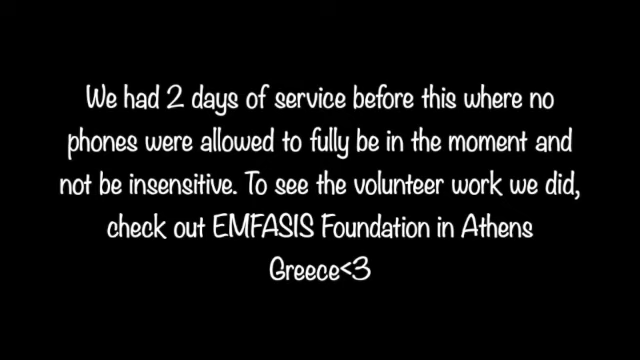 We had 2 days of service before this where no
phones were allowed to fully be in the moment and
not be insensitive. To see the volunteer work we did,
check out EMFASIS Foundation in Athens
Greece<3